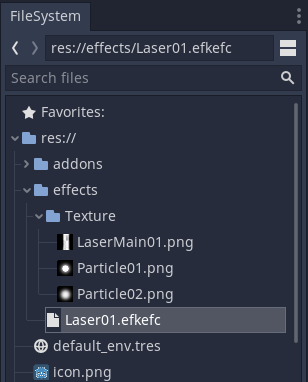 FileSystem
res://effects/Laser01.efkefc
Search files
Favorites:
res://
addons
effects
Texture
LaserMain01.png
Particle01.png
Particle02.png
Laser01.efkefc
default_env.tres
icon.png